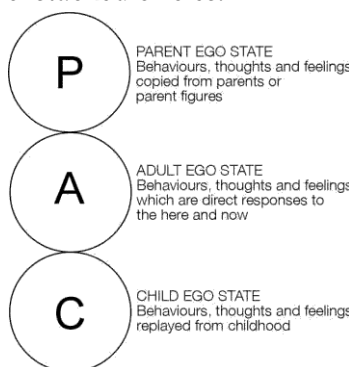 P
PARENT EGO STATE
Behaviours, thoughts and feelings
copied from parents or
parent figures
A
ADULT EGO STATE
Behaviours, thoughts and feelings
which are direct responses to
the here and now
C
CHILD EGO STATE
Behaviours, thoughts and feelings
replayed from childhood